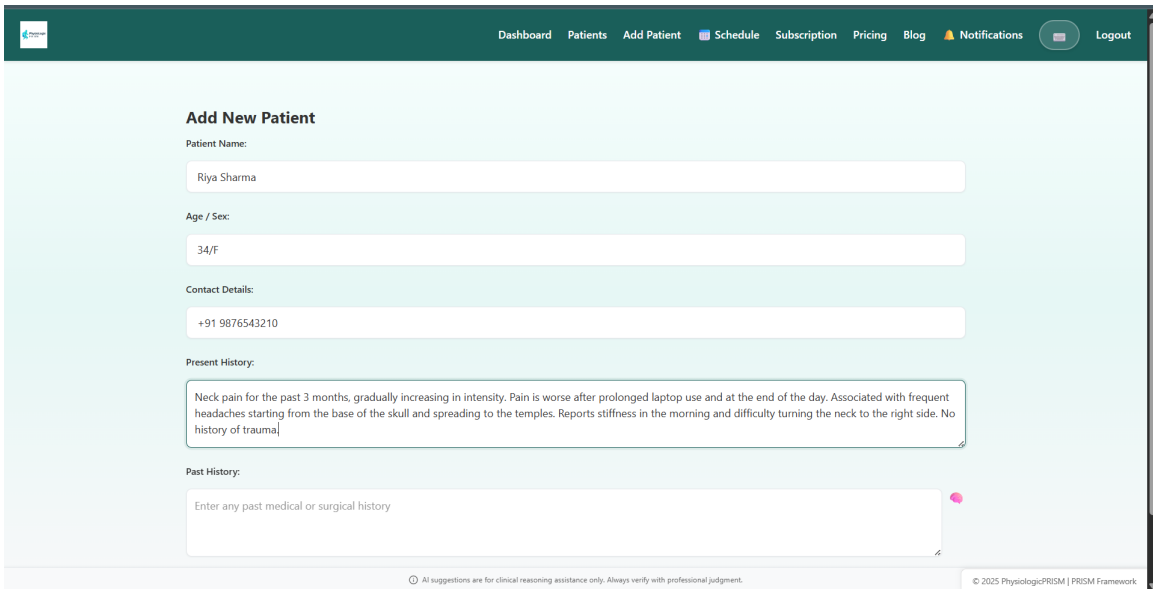 Dashboard Patients Add Patient Schedule Subscription Pricing Blog Notifications Logout
Add New Patient
Patient Name:
Riya Sharma
Age / Sex:
34/F
Contact Details:
+91 9876543210
Present History:
Neck pain for the past 3 months, gradually increasing in intensity. Pain is worse after prolonged laptop use and at the end of the day. Associated with frequent
headaches starting from the base of the skull and spreading to the temples. Reports stiffness in the morning and difficulty turning the neck to the right side. No
history of trauma.
Past History:
Enter any past medical or surgical history
AI suggestions are for clinical reasoning assistance only. Always verify with professional judgment.
© 2025 PhysiologicPRISM | PRISM Framework